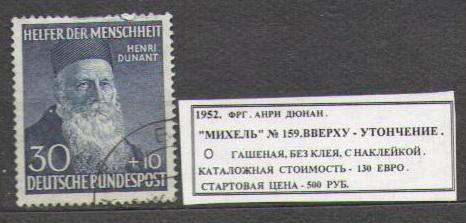 HELFER DER MENSCHHEIT
HENRI
DUNANT
30 +10
DEUTSCHE BUNDESPOST
1952. ФРГ. АНРИ ДЮНАН.
"МИХЕЛЬ" № 159.ВВЕРХУ - УТОНЧЕНИЕ.
О ГАШЕНАЯ, БЕЗ КЛЕЯ, С НАКЛЕЙКОЙ.
КАТАЛОЖНАЯ СТОИМОСТЬ - 130 ЕВРО.
СТАРТОВАЯ ЦЕНА - 500 РУБ.